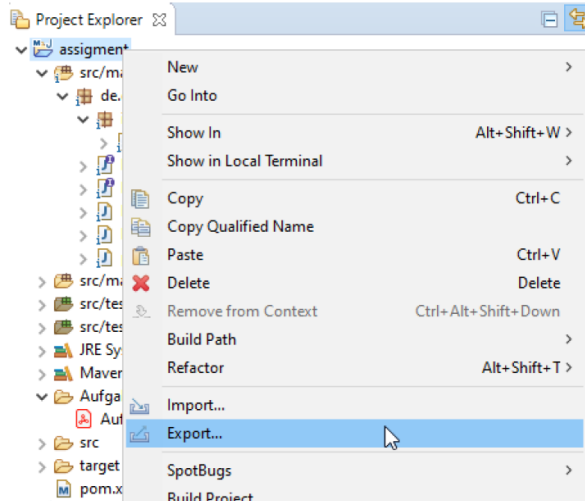 Project Explorer
assigment
New
src/ma
Go Into
de.
Show In Alt+Shift+W
Show in Local Terminal
Copy Ctrl+C
Copy Qualified Name
Paste Ctrl+V
src/ma
Delete Delete
src/tes
Remove from Context Ctrl+Alt+Shift+Down
src/tes
Build Path
JRE Sy
Refactor Alt+Shift+T
Maven
Aufga
Import...
Auf
Export...
src
target
SpotBugs
pom.x
Build Project